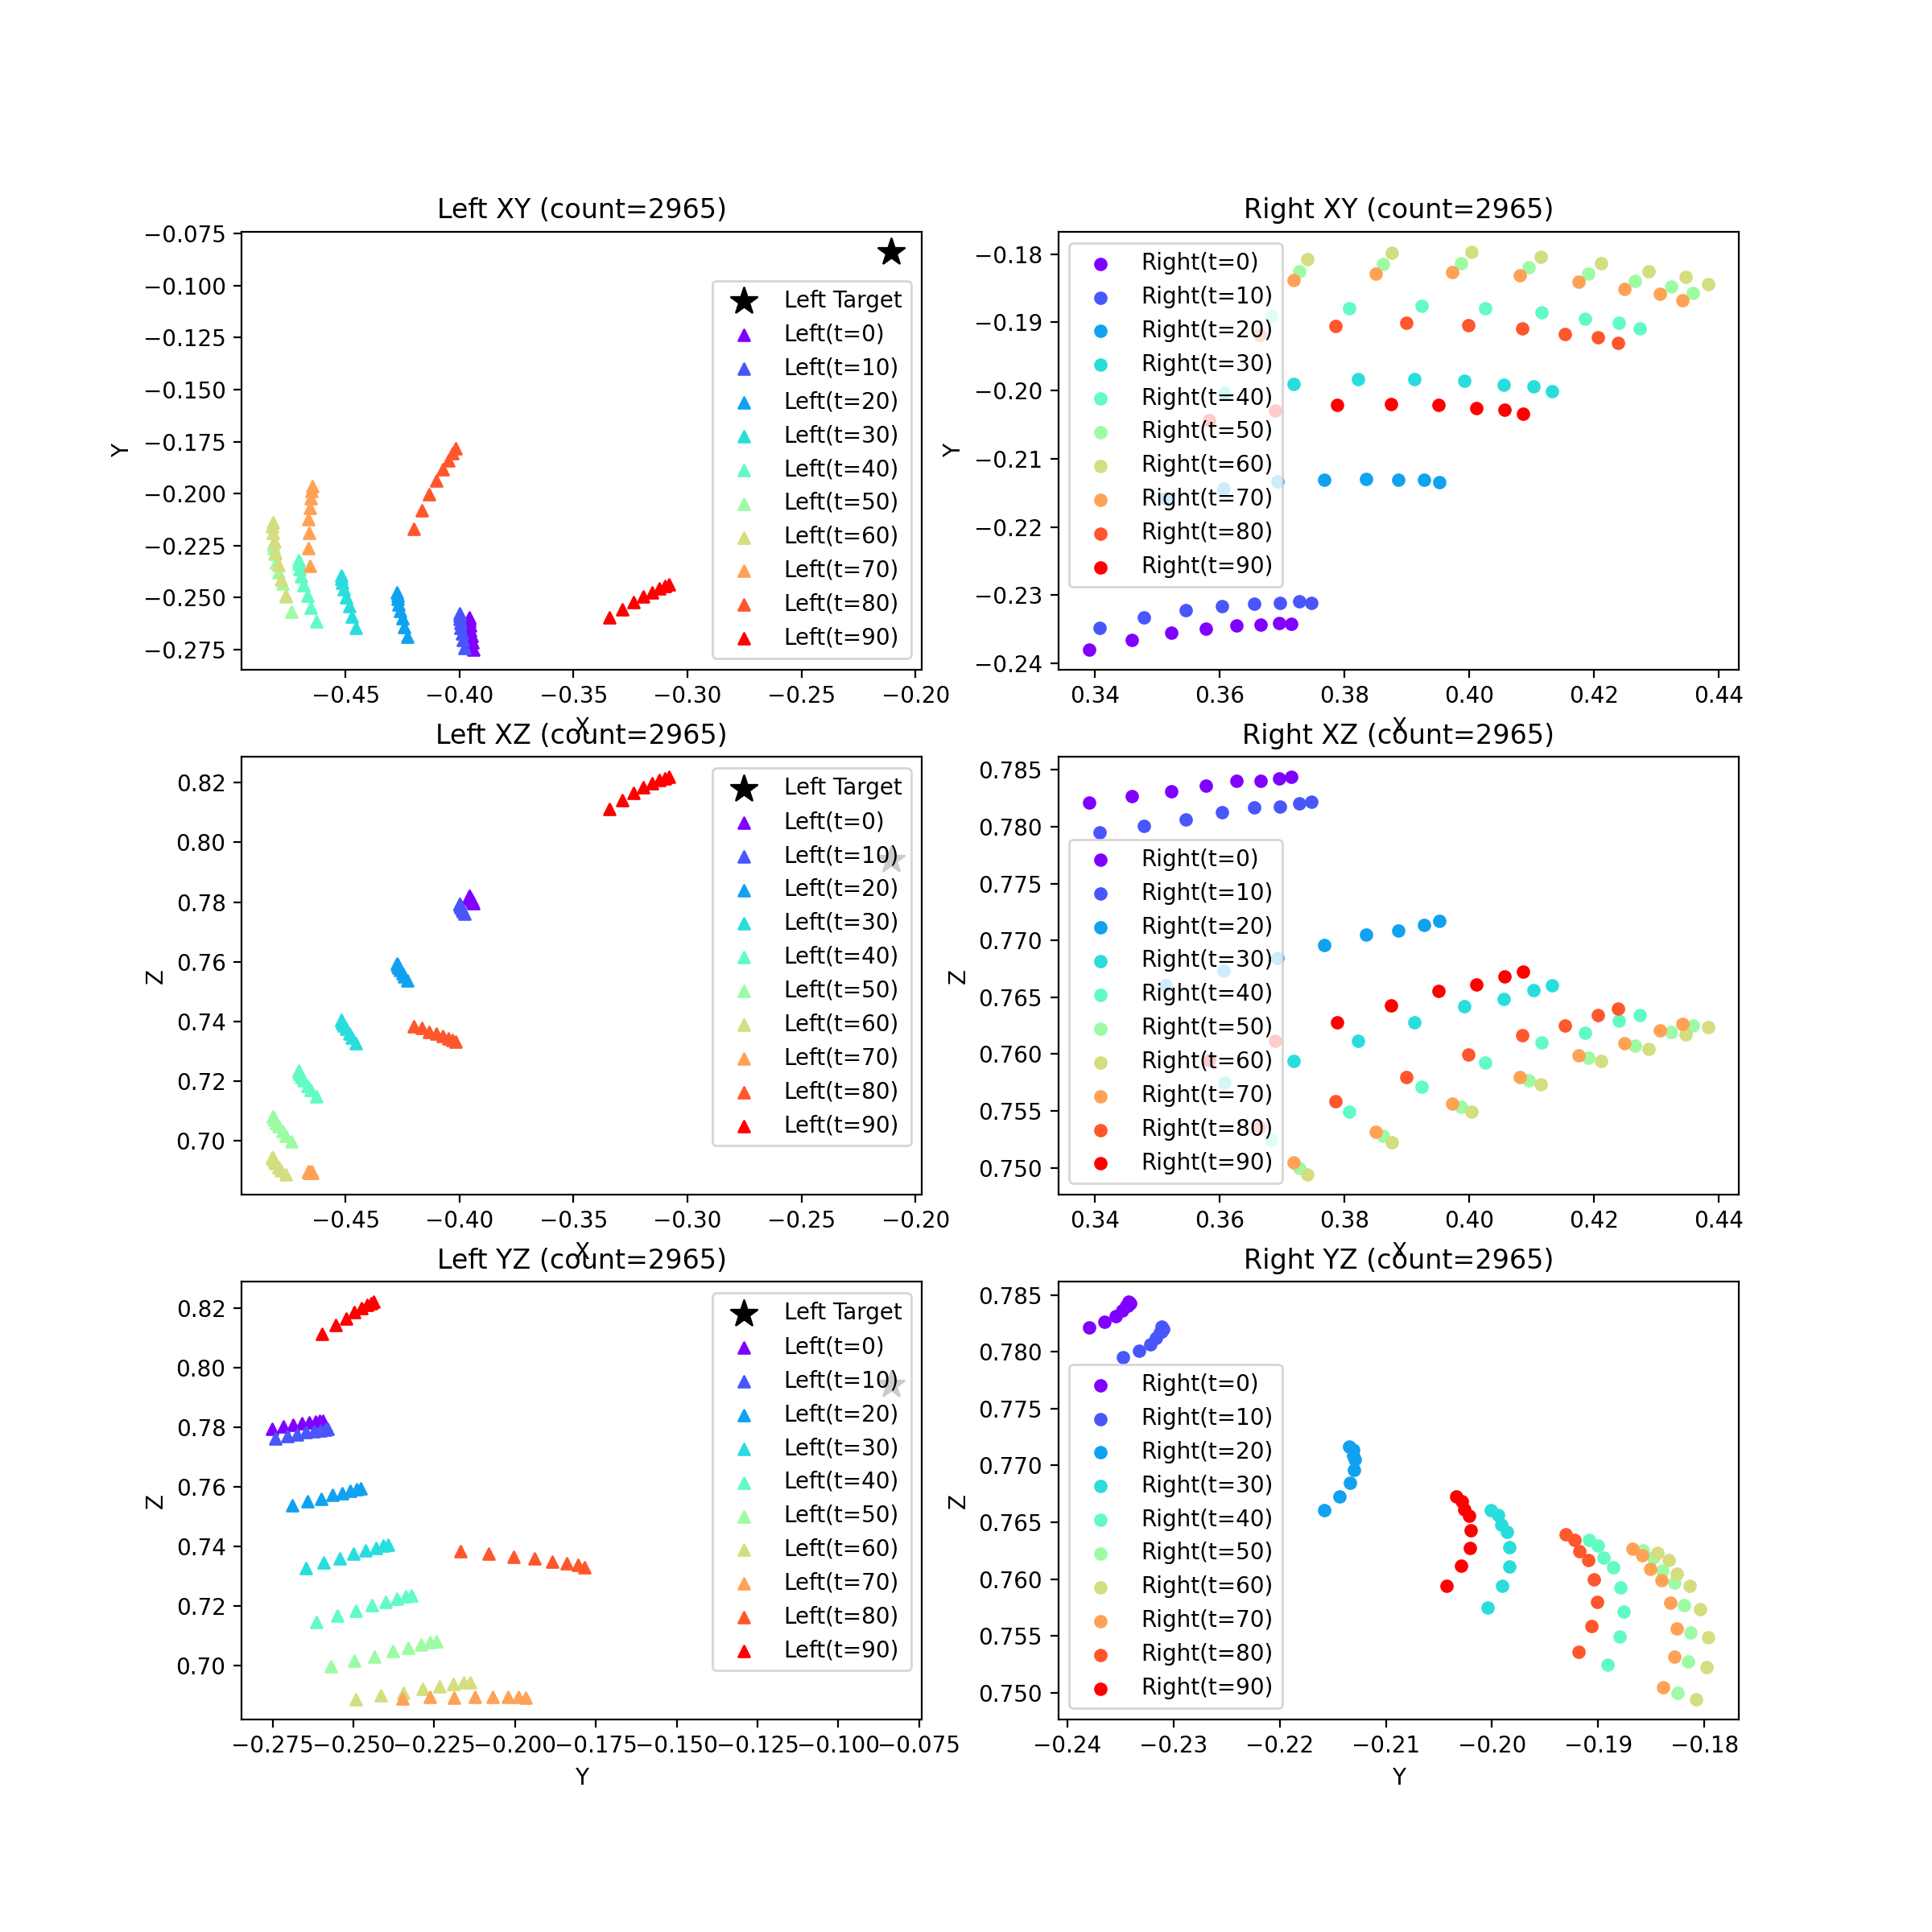 Left XY (count=2965)
−0.075
−0.100
−0.125
−0.150
−0.175
−0.200
−0.225
−0.250
−0.275
Y
Left Target
Left(t=0)
Left(t=10)
Left(t=20)
Left(t=30)
Left(t=40)
Left(t=50)
Left(t=60)
Left(t=70)
Left(t=80)
Left(t=90)
−0.45 −0.40 −0.35 −0.30 −0.25 −0.20
X
Right XY (count=2965)
−0.18
−0.19
−0.20
−0.21
−0.22
−0.23
−0.24
Y
Right(t=0)
Right(t=10)
Right(t=20)
Right(t=30)
Right(t=40)
Right(t=50)
Right(t=60)
Right(t=70)
Right(t=80)
Right(t=90)
0.34 0.36 0.38 0.40 0.42 0.44
X
Left XZ (count=2965)
0.82
0.80
0.78
0.76
0.74
0.72
0.70
Z
Left Target
Left(t=0)
Left(t=10)
Left(t=20)
Left(t=30)
Left(t=40)
Left(t=50)
Left(t=60)
Left(t=70)
Left(t=80)
Left(t=90)
−0.45 −0.40 −0.35 −0.30 −0.25 −0.20
X
Right XZ (count=2965)
0.785
0.780
0.775
0.770
0.765
0.760
0.755
0.750
Z
Right(t=0)
Right(t=10)
Right(t=20)
Right(t=30)
Right(t=40)
Right(t=50)
Right(t=60)
Right(t=70)
Right(t=80)
Right(t=90)
0.34 0.36 0.38 0.40 0.42 0.44
X
Left YZ (count=2965)
0.82
0.80
0.78
0.76
0.74
0.72
0.70
Z
Left Target
Left(t=0)
Left(t=10)
Left(t=20)
Left(t=30)
Left(t=40)
Left(t=50)
Left(t=60)
Left(t=70)
Left(t=80)
Left(t=90)
−0.275 −0.250 −0.225 −0.200 −0.175 −0.150 −0.125 −0.100 −0.075
Y
Right YZ (count=2965)
0.785
0.780
0.775
0.770
0.765
0.760
0.755
0.750
Z
Right(t=0)
Right(t=10)
Right(t=20)
Right(t=30)
Right(t=40)
Right(t=50)
Right(t=60)
Right(t=70)
Right(t=80)
Right(t=90)
−0.24 −0.23 −0.22 −0.21 −0.20 −0.19 −0.18
Y